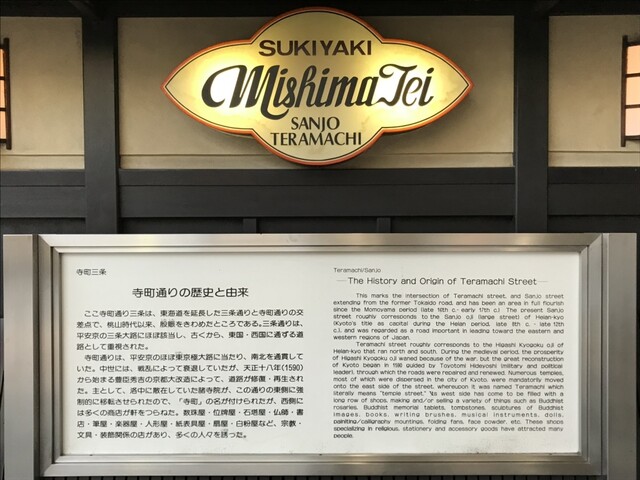 SUKIYAKI
Mishima Tei
SANJO
TERAMACHI
寺町三条
寺町通りの歴史と由来
ここ寺町通り三条は、東海道を延長した三条通りと寺町通りの交
差点で、桃山時代以来、殷賑をきわめたところである。三条通りは、
平安京の三条大路にほぼ該当し、古くから、東国・西国に通ずる道
路として重視された。
寺町通りは、平安京のほぼ東京極大路に当たり、南北を通貫して
いた。中世には、戦乱によって衰退していたが、天正十八年(1590)
から始まる豊臣秀吉の京都大改造によって、道路が修復・再生され
た。主として、洛中に散在していた諸寺院が、この通りの東側に強
制的に移転させられたので、「寺町」の名が付けられたが、西側に
は多くの商店が軒をつらねた。数珠屋・位牌屋・石塔屋・仏師・書
店・筆屋・楽器屋・人形屋・紙表具屋・扇屋・白粉屋など、宗教・
文具・装飾関係の店があり、多くの人々を誘った。
Teramachi/Sanjo
The History and Origin of Teramachi Street
This marks the intersection of Teramachi street, and Sanjo street
extending from the former Tokaido road, and has been an area in full flourish
since the Momoyama period (late 16th c.- early 17th c.) The present Sanjo
street roughly corresponds to the Sanjo oji (large street) of Heian-kyo
(Kyoto's title as capital during the Heian period, late 8th c. - late 12th
c.), and was regarded as a road important in leading toward the eastern and
western regions of Japan.
Teramachi street roughly corresponds to the Higashi Kyogoku oji of
Heian-kyo that ran north and south. During the medieval period, the prosperity
of Higashi Kyogoku oji waned because of the war, but the great reconstruction
of Kyoto began in 1590 guided by Toyotomi Hideyoshi (military and political
leader), through which the roads were repaired and renewed. Numerous temples,
most of which were dispersed in the city of Kyoto, were mandatorily moved
onto the east side of the street, whereupon it was named Teramachi which
literally means "temple street." Its west side has come to be filled with a
long row of shops, making and/or selling a variety of things such as Buddhist
rosaries, Buddhist memorial tablets, tombstones, sculptures of Buddhist
images, books, writing brushes, musical instruments, dolls,
painting/calligraphy mountings, folding fans, face powder, etc. These shops
specializing in religious, stationery and accessory goods have attracted many
people.